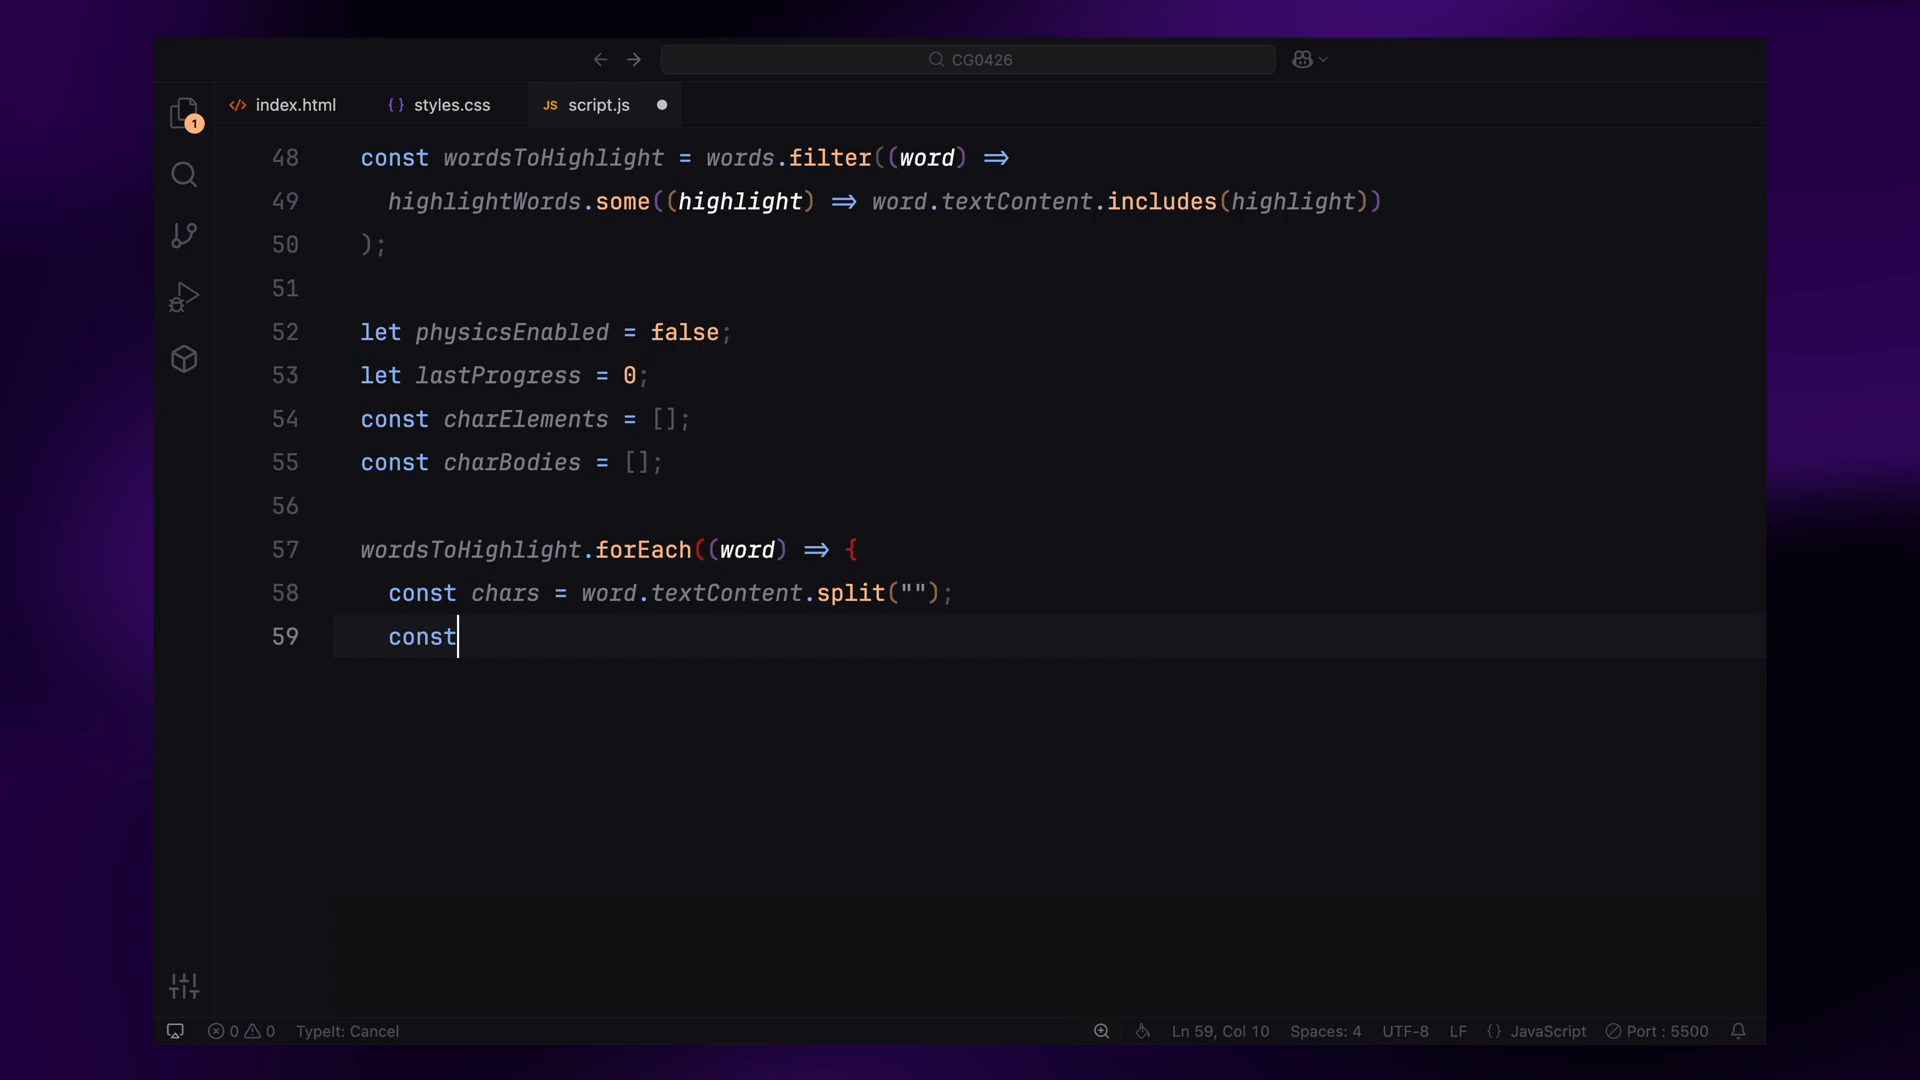 CG0426
index.html
styles.css
JS script.js
1
48 const wordsToHighlight = words.filter((word) =>
49 highlightWords.some((highlight) => word.textContent.includes(highlight))
50 );
51
52 let physicsEnabled = false;
53 let lastProgress = 0;
54 const charElements = [];
55 const charBodies = [];
56
57 wordsToHighlight.forEach((word) => {
58 const chars = word.textContent.split("");
59 const
0 0 TypeIt: Cancel Ln 59, Col 10 Spaces: 4 UTF-8 LF {} JavaScript Port : 5500